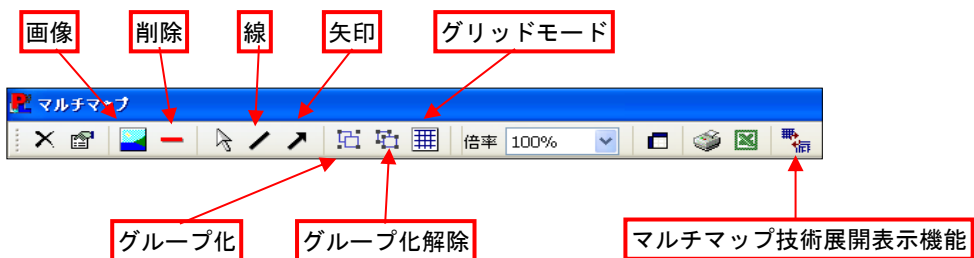 画像 削除 線 矢印 グリッドモード
マルチマップ
倍率 100%
グループ化 グループ化解除 マルチマップ技術展開表示機能